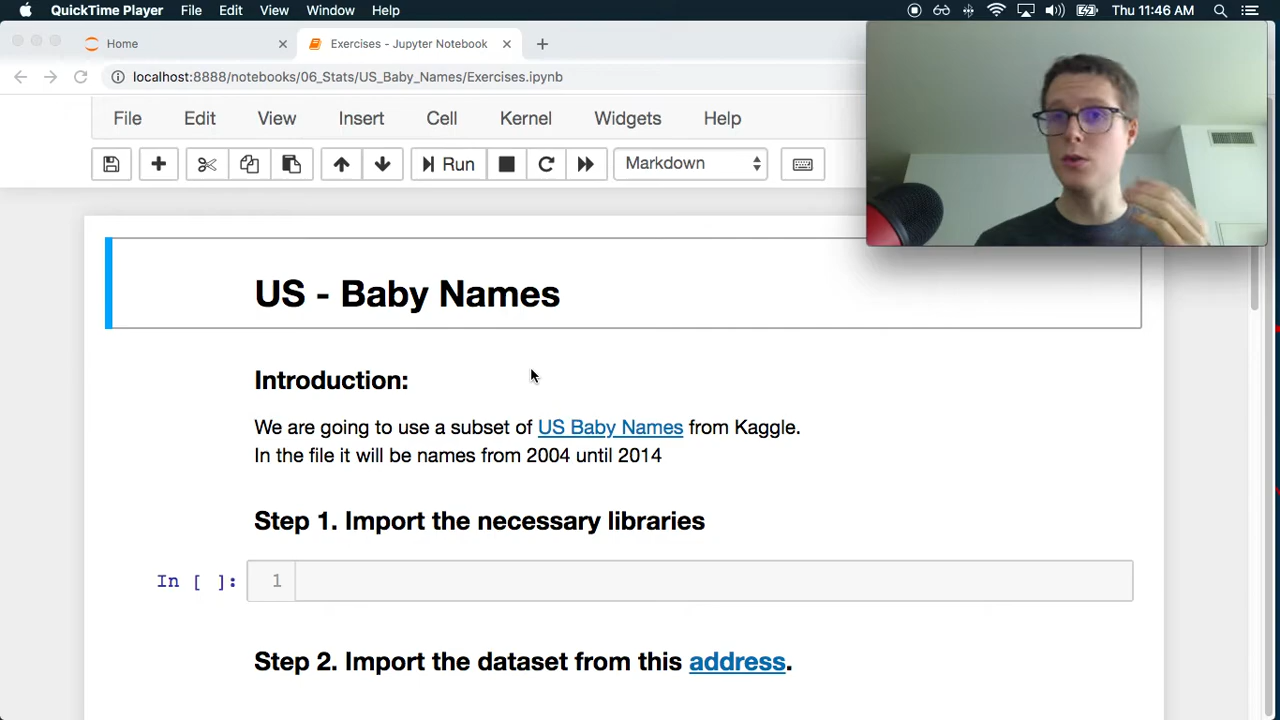 QuickTime Player File Edit View Window Help Thu 11:46 AM
Home Exercises - Jupyter Notebook
localhost:8888/notebooks/06_Stats/US_Baby_Names/Exercises.ipynb
File Edit View Insert Cell Kernel Widgets Help
Run Markdown
US - Baby Names
Introduction:
We are going to use a subset of US Baby Names from Kaggle.
In the file it will be names from 2004 until 2014
Step 1. Import the necessary libraries
In [ ]: 1
Step 2. Import the dataset from this address.